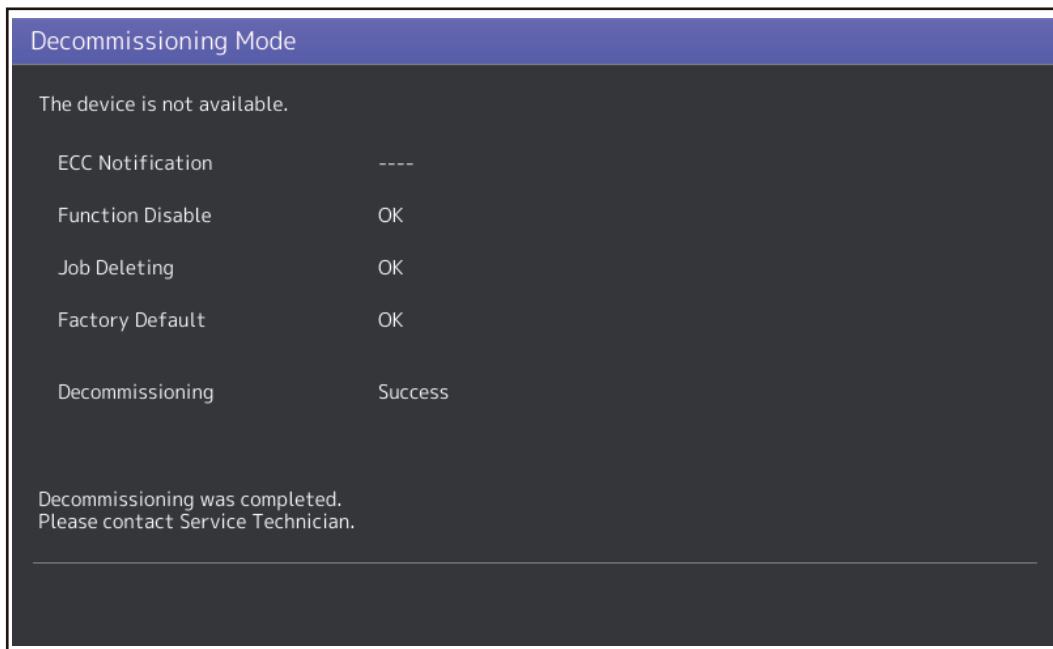 Decommissioning Mode
The device is not available.
ECC Notification ----
Function Disable OK
Job Deleting OK
Factory Default OK
Decommissioning Success
Decommissioning was completed.
Please contact Service Technician.